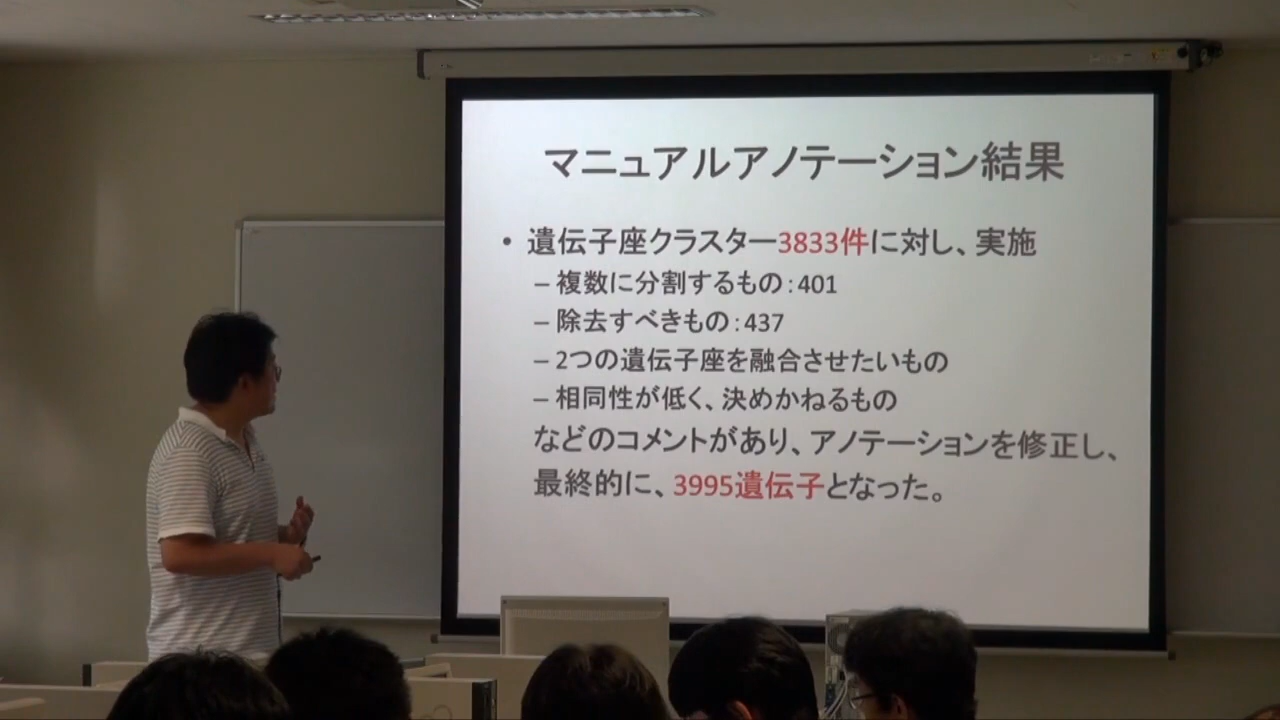 マニュアルアノテーション結果
• 遺伝子座クラスター3833件に対し、実施
– 複数に分割するもの：401
– 除去すべきもの：437
– 2つの遺伝子座を融合させたいもの
– 相同性が低く、決めかねるもの
などのコメントがあり、アノテーションを修正し、
最終的に、3995遺伝子となった。